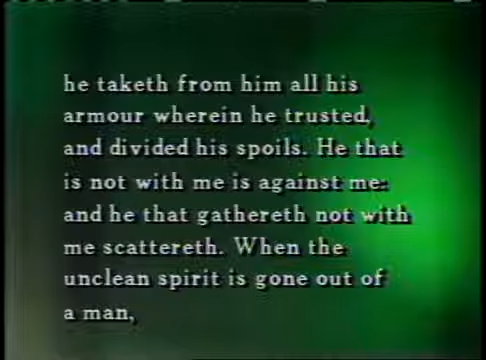 he taketh from him all his
armour wherein he trusted,
and divided his spoils. He that
is not with me is against me:
and he that gathereth not with
me scattereth. When the
unclean spirit is gone out of
a man,